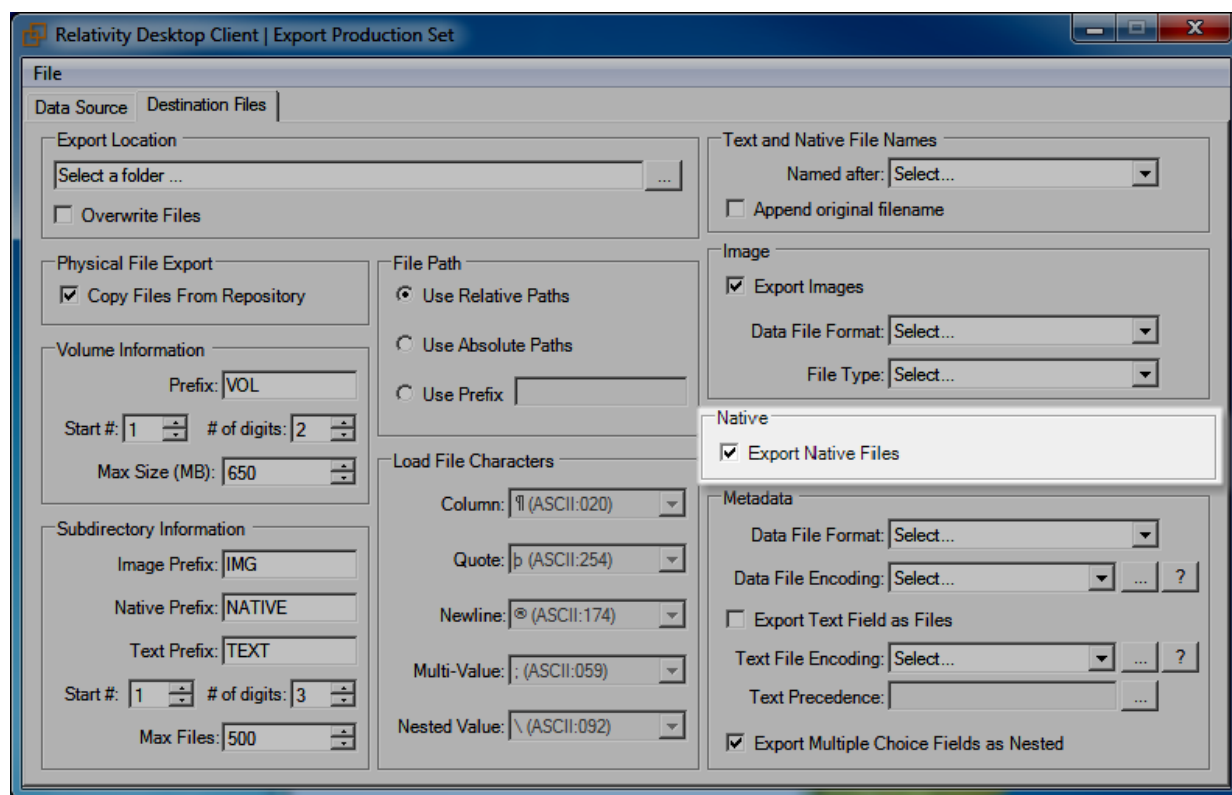 Relativity Desktop Client | Export Production Set
File
Data Source Destination Files
Export Location
Select a folder ... ...
Overwrite Files
Physical File Export
Copy Files From Repository
Volume Information
Prefix: VOL
Start #: 1 # of digits: 2
Max Size (MB): 650
Subdirectory Information
Image Prefix: IMG
Native Prefix: NATIVE
Text Prefix: TEXT
Start #: 1 # of digits: 3
Max Files: 500
File Path
Use Relative Paths
Use Absolute Paths
Use Prefix
Load File Characters
Column: ¶ (ASCII:020)
Quote: þ (ASCII:254)
Newline: ® (ASCII:174)
Multi-Value: ; (ASCII:059)
Nested Value: \ (ASCII:092)
Text and Native File Names
Named after: Select...
Append original filename
Image
Export Images
Data File Format: Select...
File Type: Select...
Native
Export Native Files
Metadata
Data File Format: Select...
Data File Encoding: Select... ... ?
Export Text Field as Files
Text File Encoding: Select... ... ?
Text Precedence: ...
Export Multiple Choice Fields as Nested